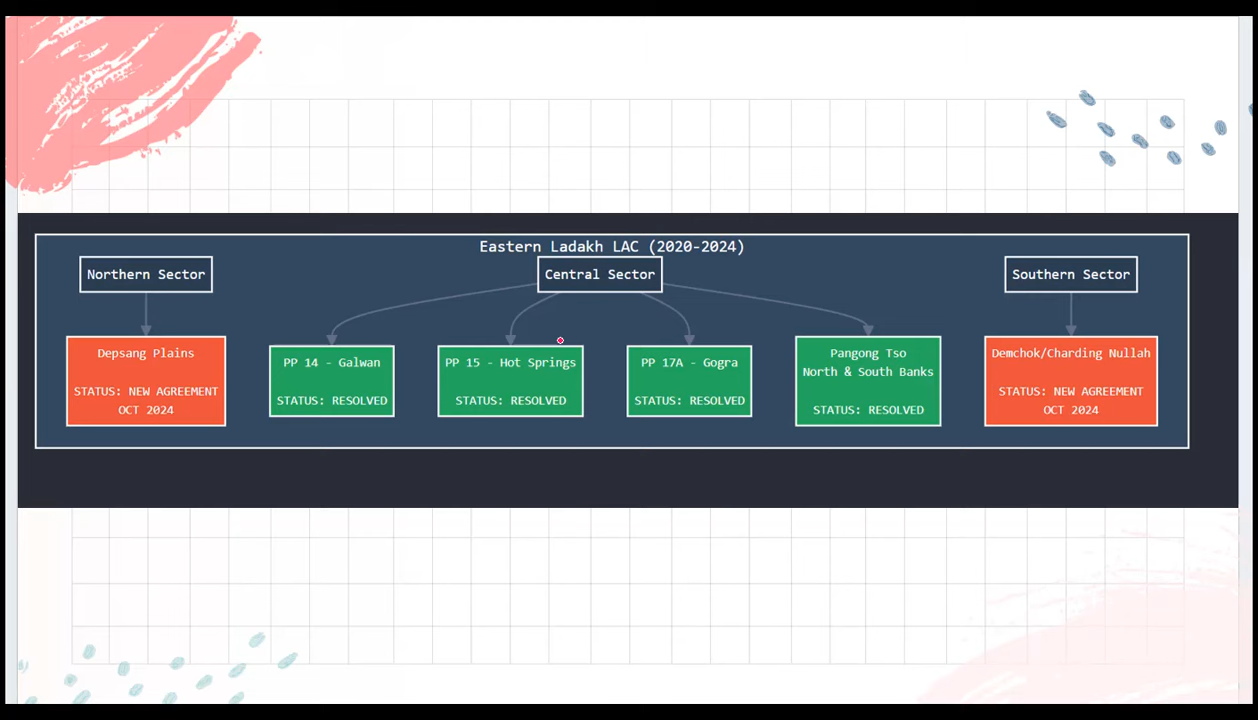 Eastern Ladakh LAC (2020-2024)
Northern Sector
Central Sector
Southern Sector
Depsang Plains
STATUS: NEW AGREEMENT
OCT 2024
PP 14 - Galwan
STATUS: RESOLVED
PP 15 - Hot Springs
STATUS: RESOLVED
PP 17A - Gogra
STATUS: RESOLVED
Pangong Tso
North & South Banks
STATUS: RESOLVED
Demchok/Charding Nullah
STATUS: NEW AGREEMENT
OCT 2024